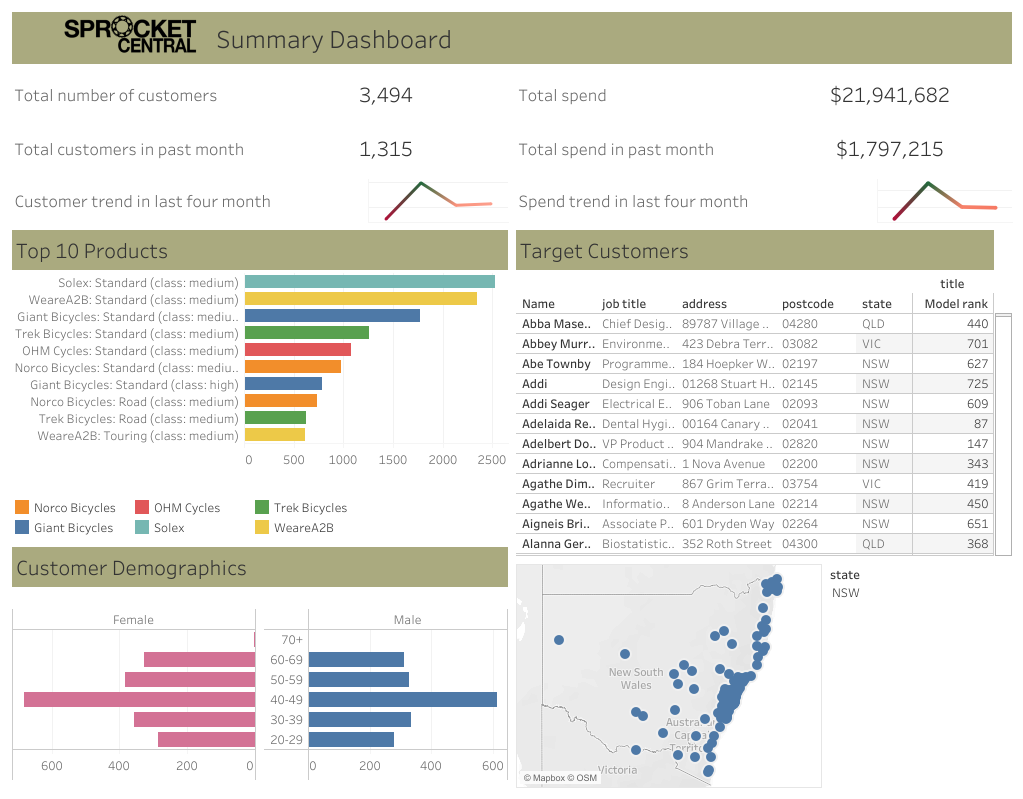 SPROCKET CENTRAL
Summary Dashboard
Total number of customers 3,494
Total spend $21,941,682
Total customers in past month 1,315
Total spend in past month $1,797,215
Customer trend in last four month
Spend trend in last four month
Top 10 Products
Solex: Standard (class: medium)
WeareA2B: Standard (class: medium)
Giant Bicycles: Standard (class: mediu..
Trek Bicycles: Standard (class: medium)
OHM Cycles: Standard (class: medium)
Norco Bicycles: Standard (class: mediu..
Giant Bicycles: Standard (class: high)
Norco Bicycles: Road (class: medium)
Trek Bicycles: Road (class: medium)
WeareA2B: Touring (class: medium)
0 500 1000 1500 2000 2500
Norco Bicycles OHM Cycles Trek Bicycles
Giant Bicycles Solex WeareA2B
Target Customers
title
Name job title address postcode state Model rank
Abba Mase.. Chief Desig.. 89787 Village .. 04280 QLD 440
Abbey Murr.. Environme.. 423 Debra Terr.. 03082 VIC 701
Abe Townby Programme.. 184 Hoepker W.. 02197 NSW 627
Addi Design Engi.. 01268 Stuart H.. 02145 NSW 725
Addi Seager Electrical E.. 906 Toban Lane 02093 NSW 609
Adelaida Re.. Dental Hygi.. 00164 Canary .. 02041 NSW 87
Adelbert Do.. VP Product .. 904 Mandrake .. 02820 NSW 147
Adrianne Lo.. Compensati.. 1 Nova Avenue 02200 NSW 343
Agathe Dim.. Recruiter 867 Grim Terra.. 03754 VIC 419
Agathe We.. Informatio.. 8 Anderson Lane 02214 NSW 450
Aigneis Bri.. Associate P.. 601 Dryden Way 02264 NSW 651
Alanna Ger.. Biostatistic.. 352 Roth Street 04300 QLD 368
Customer Demographics
Female Male
70+
60-69
50-59
40-49
30-39
20-29
600 400 200 0 0 200 400 600
New South
Wales
Victoria
© Mapbox © OSM
state
NSW